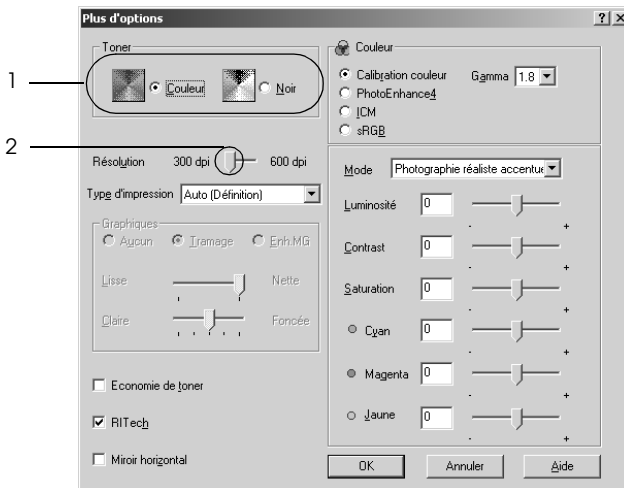 Plus d'options
1
Toner
Couleur
Noir
2
Résolution 300 dpi 600 dpi
Type d'impression Auto (Définition)
Graphiques
Aucun Tramage Enh.MG
Lisse Nette
Claire Foncée
Economie de toner
RITech
Miroir horizontal
Couleur
Calibration couleur Gamma 1.8
PhotoEnhance4
ICM
sRGB
Mode Photographie réaliste accentue
Luminosité 0
- +
Contrast 0
- +
Saturation 0
- +
Cyan 0
- +
Magenta 0
- +
Jaune 0
- +
OK Annuler Aide